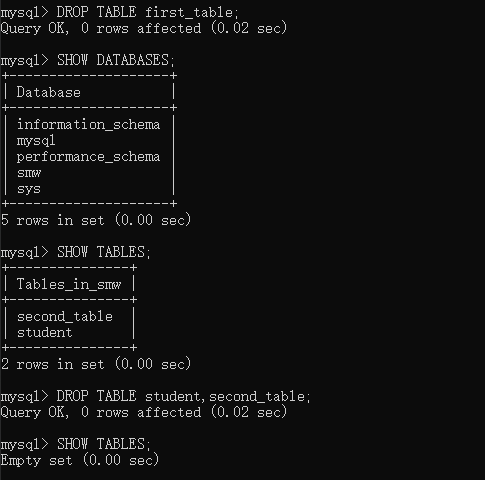 mysql> DROP TABLE first_table;
Query OK, 0 rows affected (0.02 sec)
mysql> SHOW DATABASES;
+--------------------+
| Database           |
+--------------------+
| information_schema |
| mysql              |
| performance_schema |
| smw                |
| sys                |
+--------------------+
5 rows in set (0.00 sec)
mysql> SHOW TABLES;
+---------------+
| Tables_in_smw |
+---------------+
| second_table  |
| student       |
+---------------+
2 rows in set (0.00 sec)
mysql> DROP TABLE student,second_table;
Query OK, 0 rows affected (0.02 sec)
mysql> SHOW TABLES;
Empty set (0.00 sec)